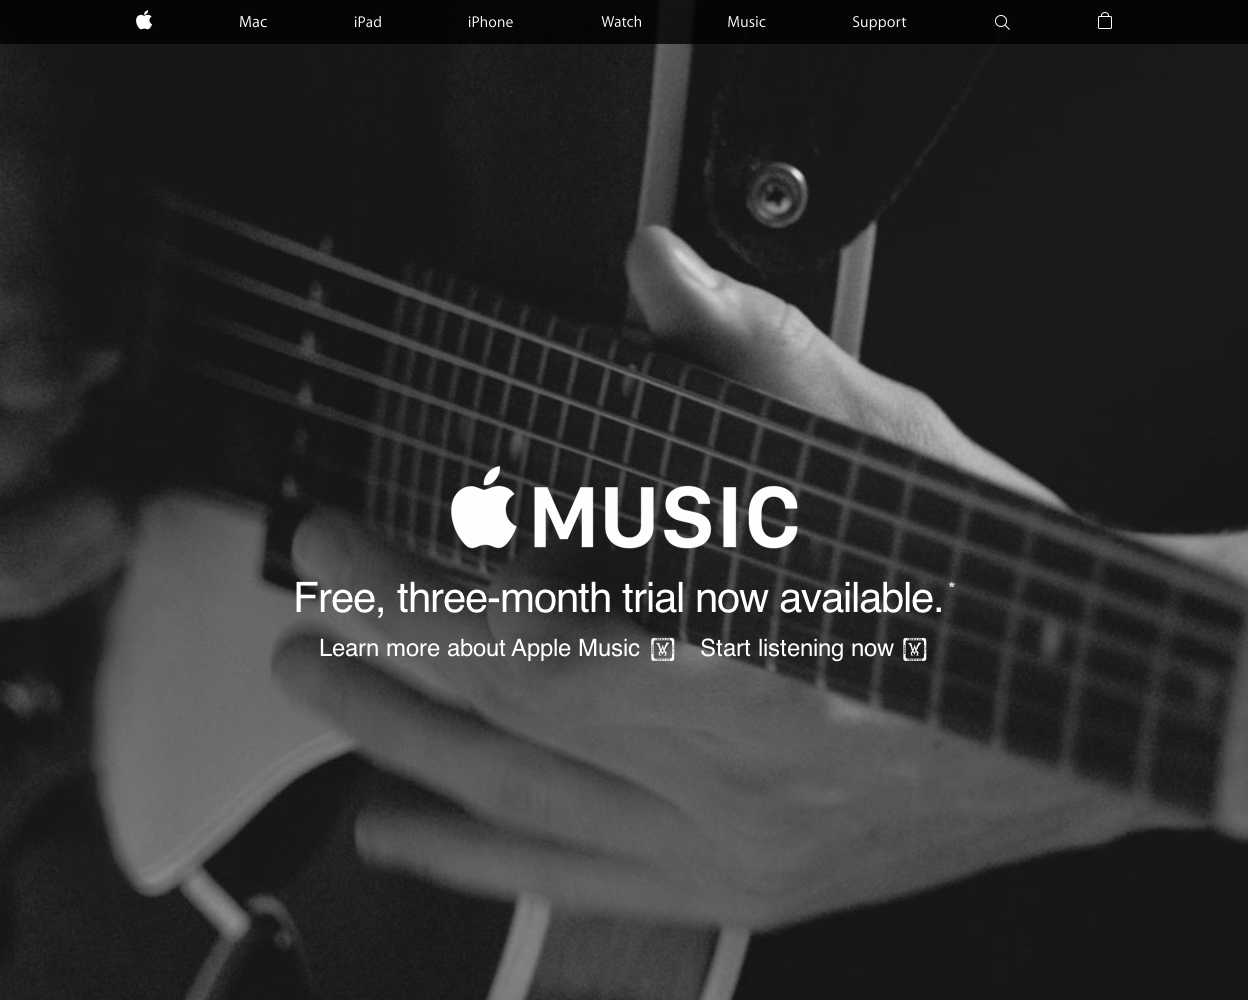 Mac iPad iPhone Watch Music Support
MUSIC
Free, three-month trial now available.*
Learn more about Apple Music Start listening now